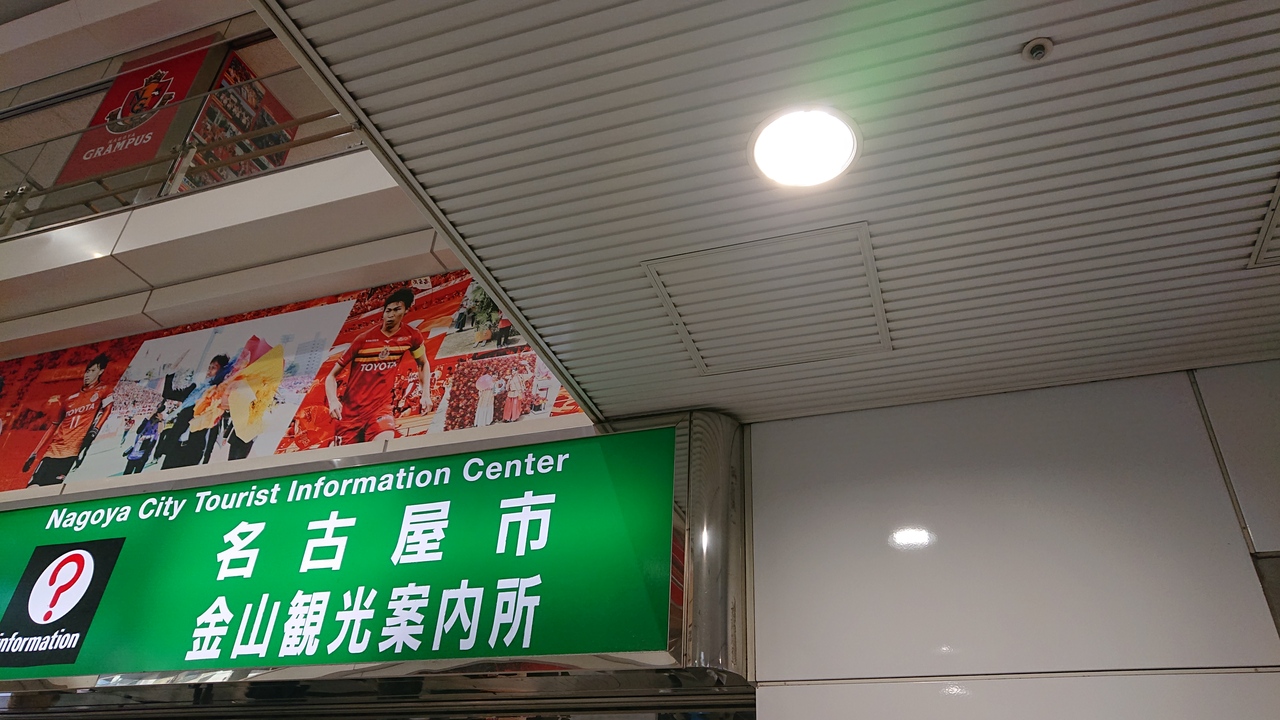 NAGOYA
GRAMPUS
TOYOTA
TOYOTA
Nagoya City Tourist Information Center
名古屋市
金山観光案内所
?
information